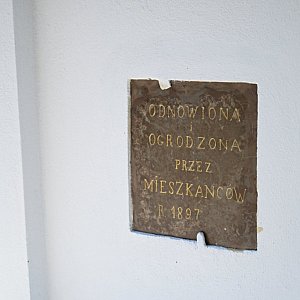 ODNOWIONA
I
OGRODZONA
PRZEZ
MIESZKAŃCÓW
R 1897